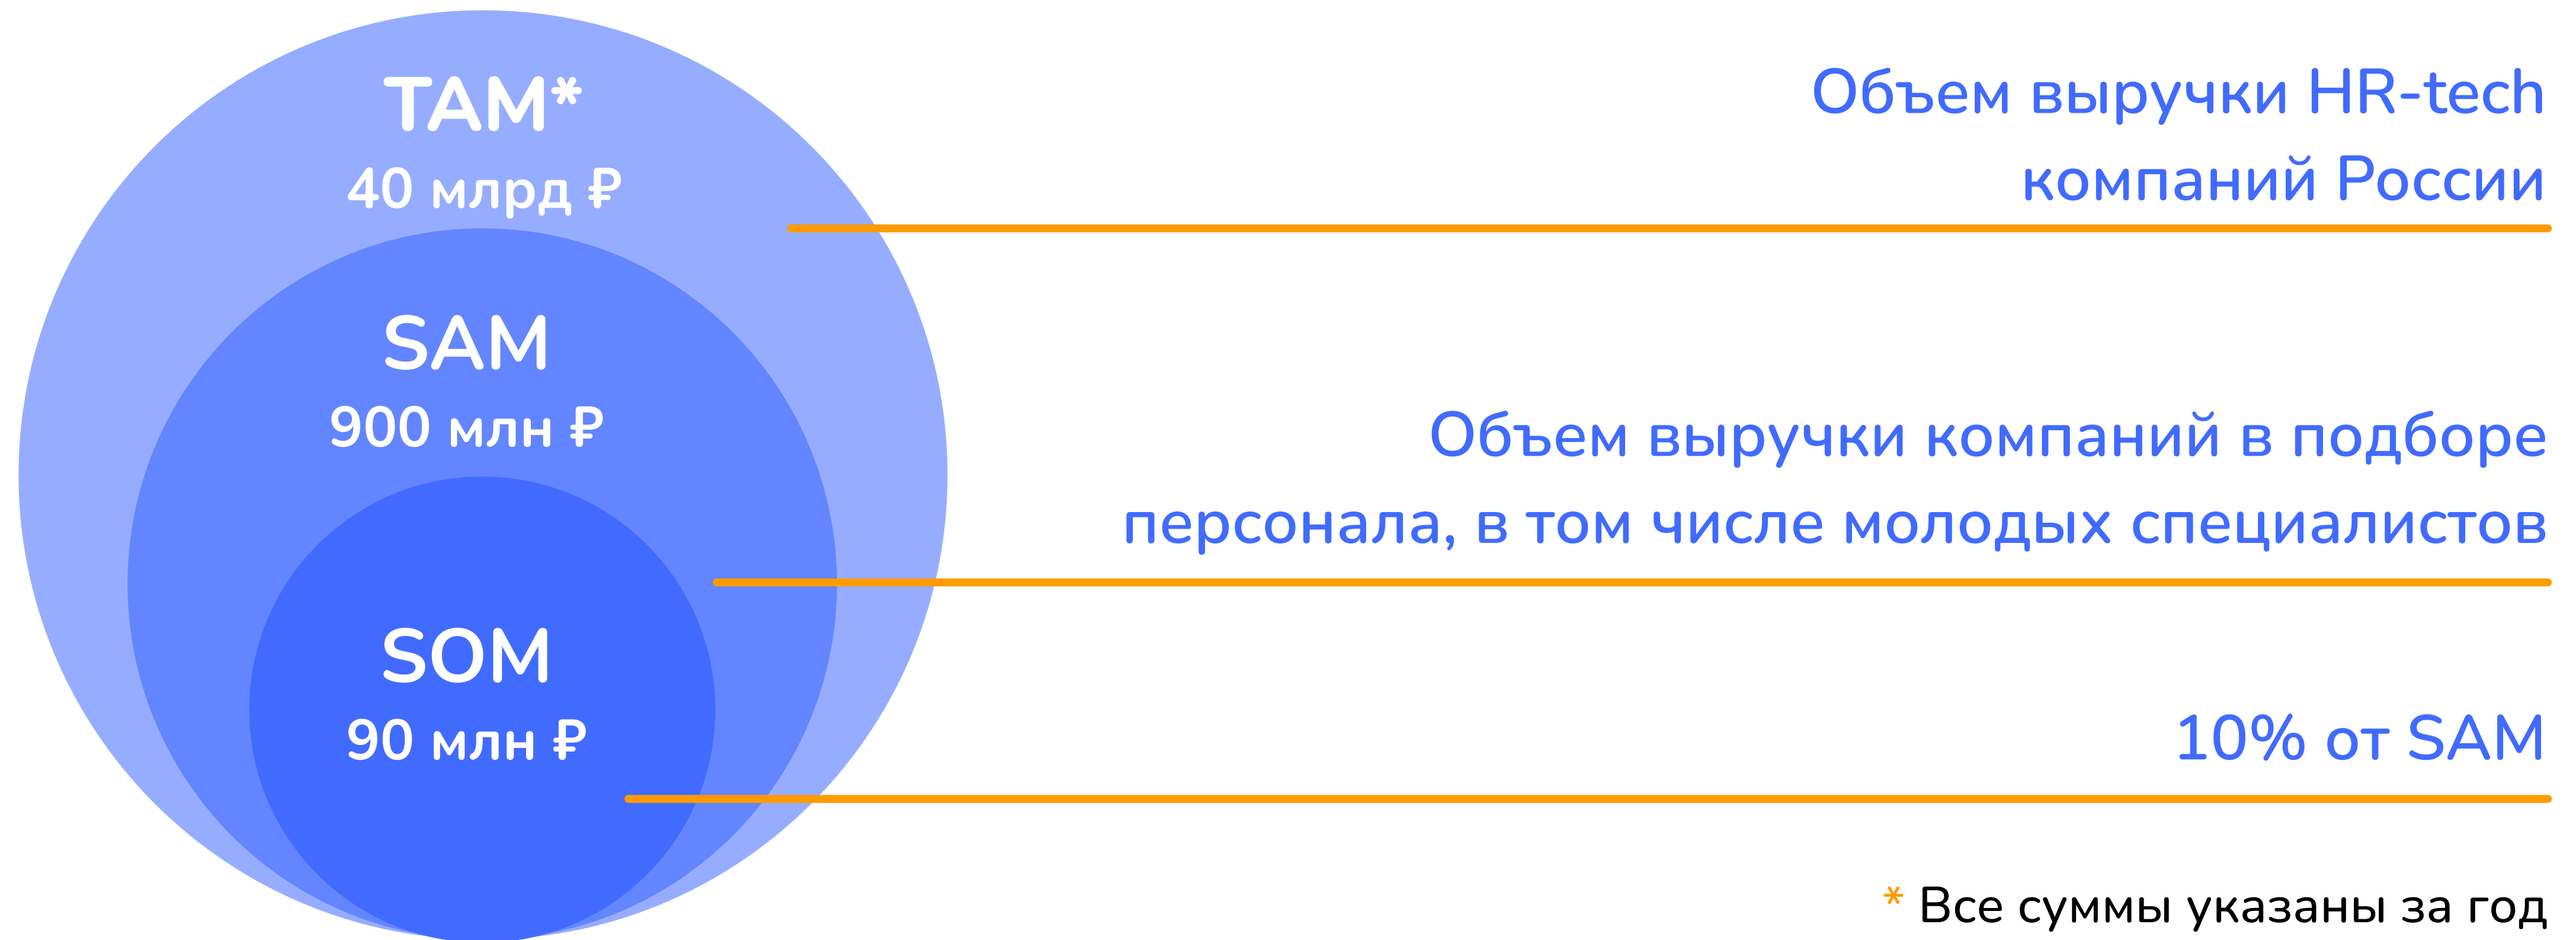 TAM*
40 млрд ₽
Объем выручки HR-tech
компаний России
SAM
900 млн ₽
Объем выручки компаний в подборе
персонала, в том числе молодых специалистов
SOM
90 млн ₽
10% от SAM
* Все суммы указаны за год